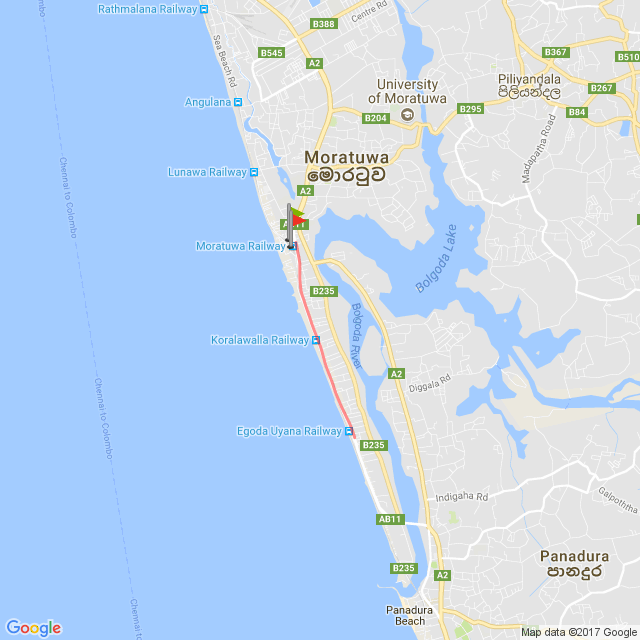 Rathmalana Railway
B388
Centre Rd
Sea Beach Rd
B545
A2
B367
B510
Piliyandala
පිලියන්දල
B267
University
of Moratuwa
Angulana
B295
B84
B204
Madapatha Road
Moratuwa
මොරටුව
Lunawa Railway
Chennai to Colombo
A2
Moratuwa Railway
Bolgoda Lake
B235
Bolgoda River
Koralawalla Railway
A2
Diggala Rd
Chennai to Colombo
Egoda Uyana Railway
B235
Indigaha Rd
Galpoththa
AB11
Panadura
පානදුර
B235
A2
Panadura
Beach
Chennai to Colombo
Google
Map data ©2017 Google